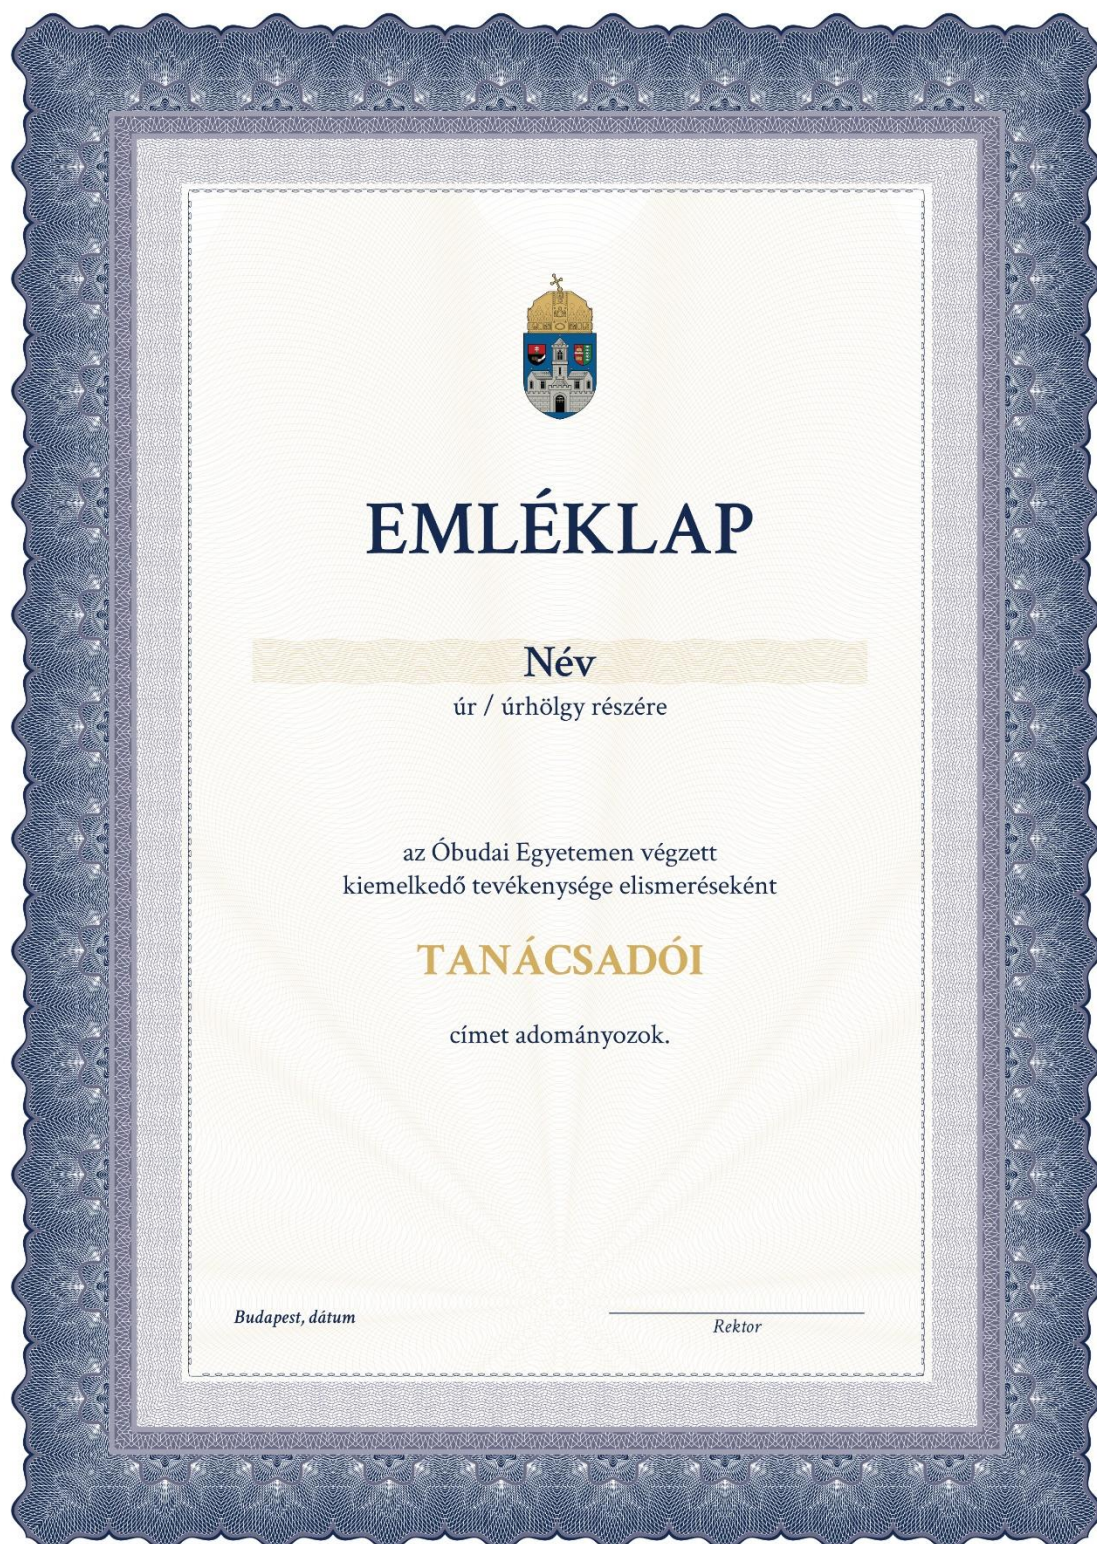 EMLÉKLAP
Név
úr / úrhölgy részére
az Óbudai Egyetemen végzett
kiemelkedő tevékenysége elismeréseként
TANÁCSADÓI
címet adományozok.
Budapest, dátum
Rektor